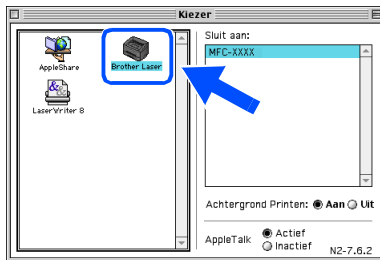 Kiezer
AppleShare
Brother Laser
LaserWriter 8
Sluit aan:
MFC-XXXX
Achtergrond Printen: Aan Uit
AppleTalk
Actief
Inactief
N2-7.6.2